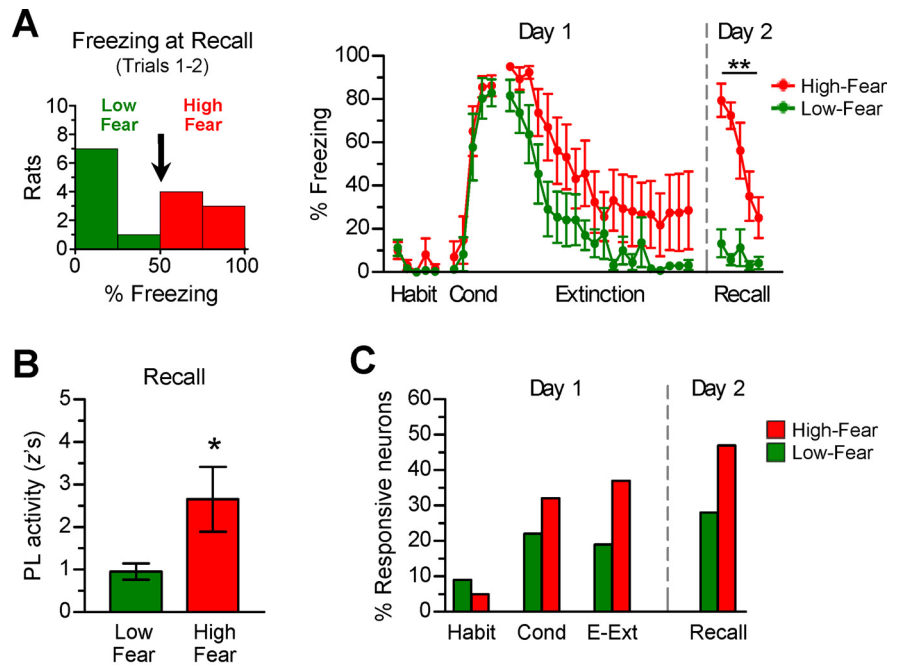 A
Freezing at Recall
(Trials 1-2)
Low
Fear
High
Fear
10
8
6
4
2
0
Rats
0
50
100
% Freezing
Day 1
Day 2
100
80
60
40
20
0
% Freezing
**
High-Fear
Low-Fear
Habit
Cond
Extinction
Recall
B
Recall
5
4
3
2
1
0
PL activity (z's)
*
Low
Fear
High
Fear
C
Day 1
Day 2
60
50
40
30
20
10
0
% Responsive neurons
High-Fear
Low-Fear
Habit
Cond
E-Ext
Recall